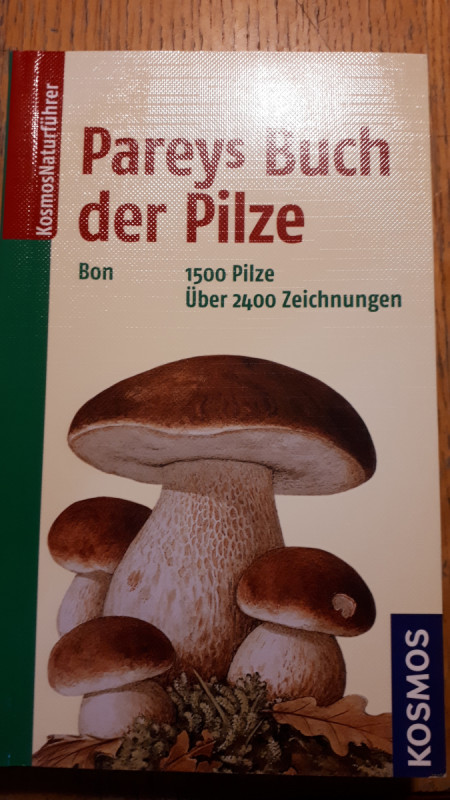 KosmosNaturführer
Pareys Buch
der Pilze
Bon
1500 Pilze
Über 2400 Zeichnungen
KOSMOS